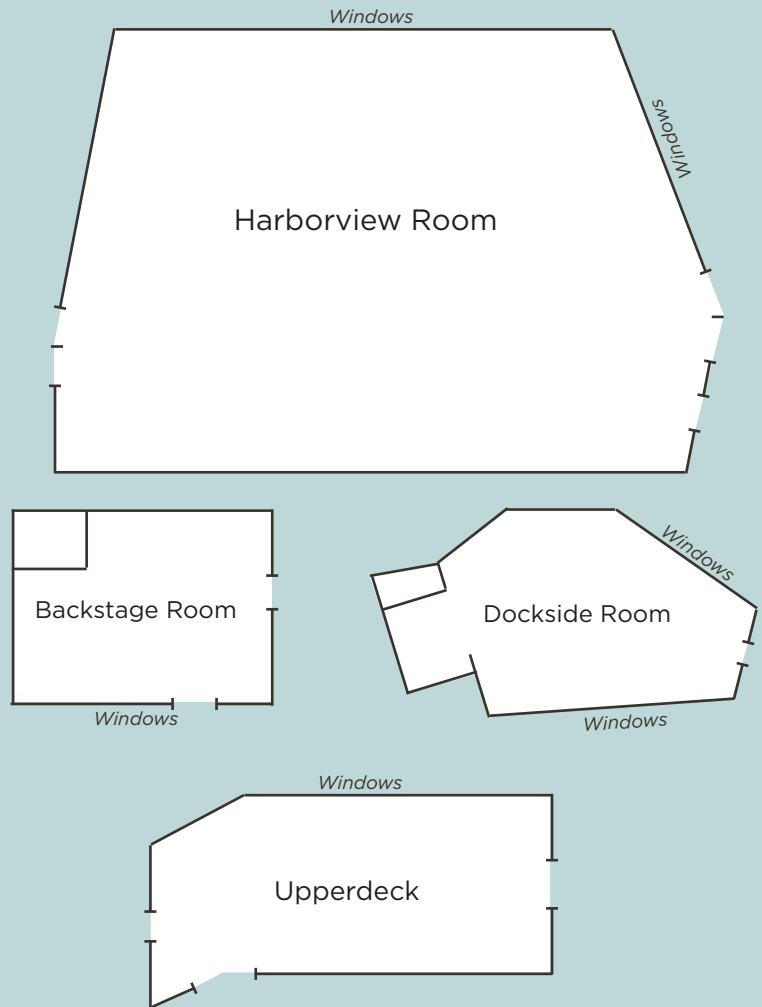 Windows
Windows
Harborview Room
Backstage Room
Windows
Dockside Room
Windows
Windows
Windows
Upperdeck